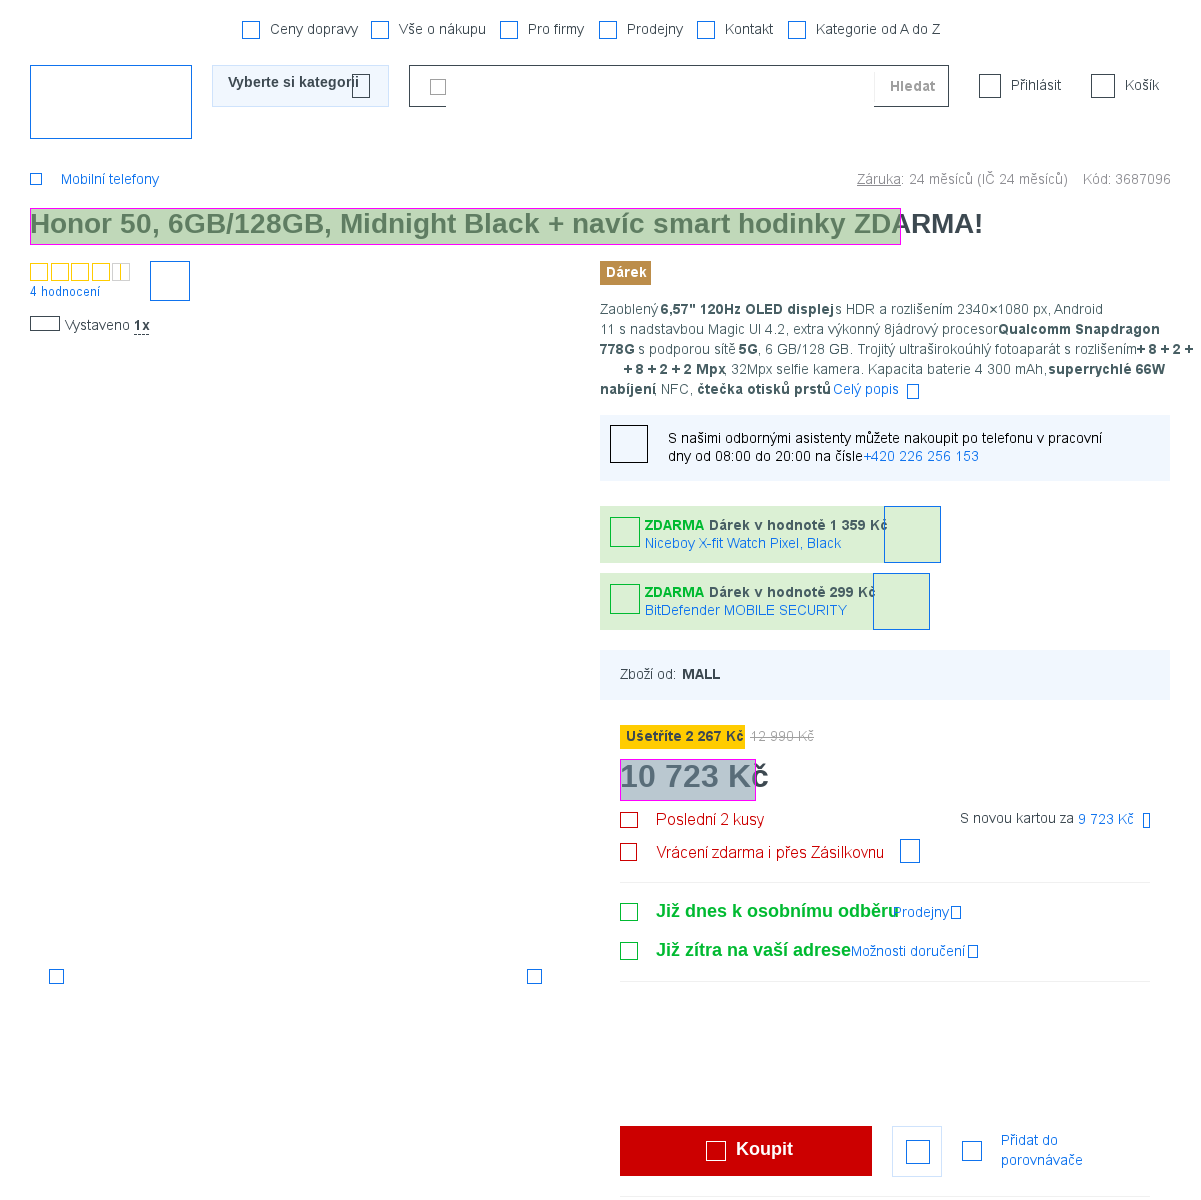 Ceny dopravy Vše o nákupu Pro firmy Prodejny Kontakt Kategorie od A do Z
Vyberte si kategorii Hledat Přihlásit Košík
Mobilní telefony Záruka: 24 měsíců (IČ 24 měsíců) Kód: 3687096
Honor 50, 6GB/128GB, Midnight Black + navíc smart hodinky ZDARMA!
4 hodnocení
Vystaveno 1x
Dárek
Zaoblený 6,57" 120Hz OLED displej s HDR a rozlišením 2340×1080 px, Android
11 s nadstavbou Magic UI 4.2, extra výkonný 8jádrový procesor Qualcomm Snapdragon
778G s podporou sítě 5G, 6 GB/128 GB. Trojitý ultraširokoúhlý fotoaparát s rozlišením + 8 + 2 +
+ 8 + 2 + 2 Mpx, 32Mpx selfie kamera. Kapacita baterie 4 300 mAh, superrychlé 66W
nabíjení, NFC, čtečka otisků prstů Celý popis
S našimi odbornými asistenty můžete nakoupit po telefonu v pracovní
dny od 08:00 do 20:00 na čísle +420 226 256 153
ZDARMA Dárek v hodnotě 1 359 Kč
Niceboy X-fit Watch Pixel, Black
ZDARMA Dárek v hodnotě 299 Kč
BitDefender MOBILE SECURITY
Zboží od: MALL
Ušetříte 2 267 Kč 12 990 Kč
10 723 Kč
Poslední 2 kusy S novou kartou za 9 723 Kč
Vrácení zdarma i přes Zásilkovnu
Již dnes k osobnímu odběru Prodejny
Již zítra na vaší adrese Možnosti doručení
Koupit
Přidat do
porovnávače